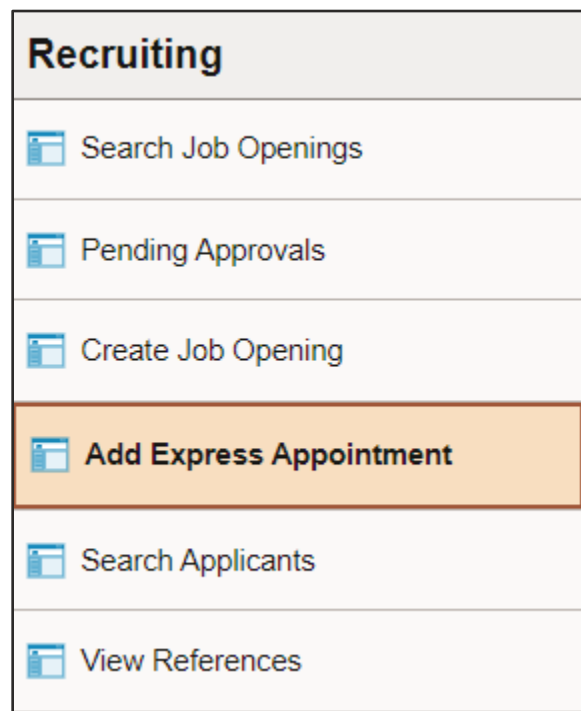 Recruiting
Search Job Openings
Pending Approvals
Create Job Opening
Add Express Appointment
Search Applicants
View References